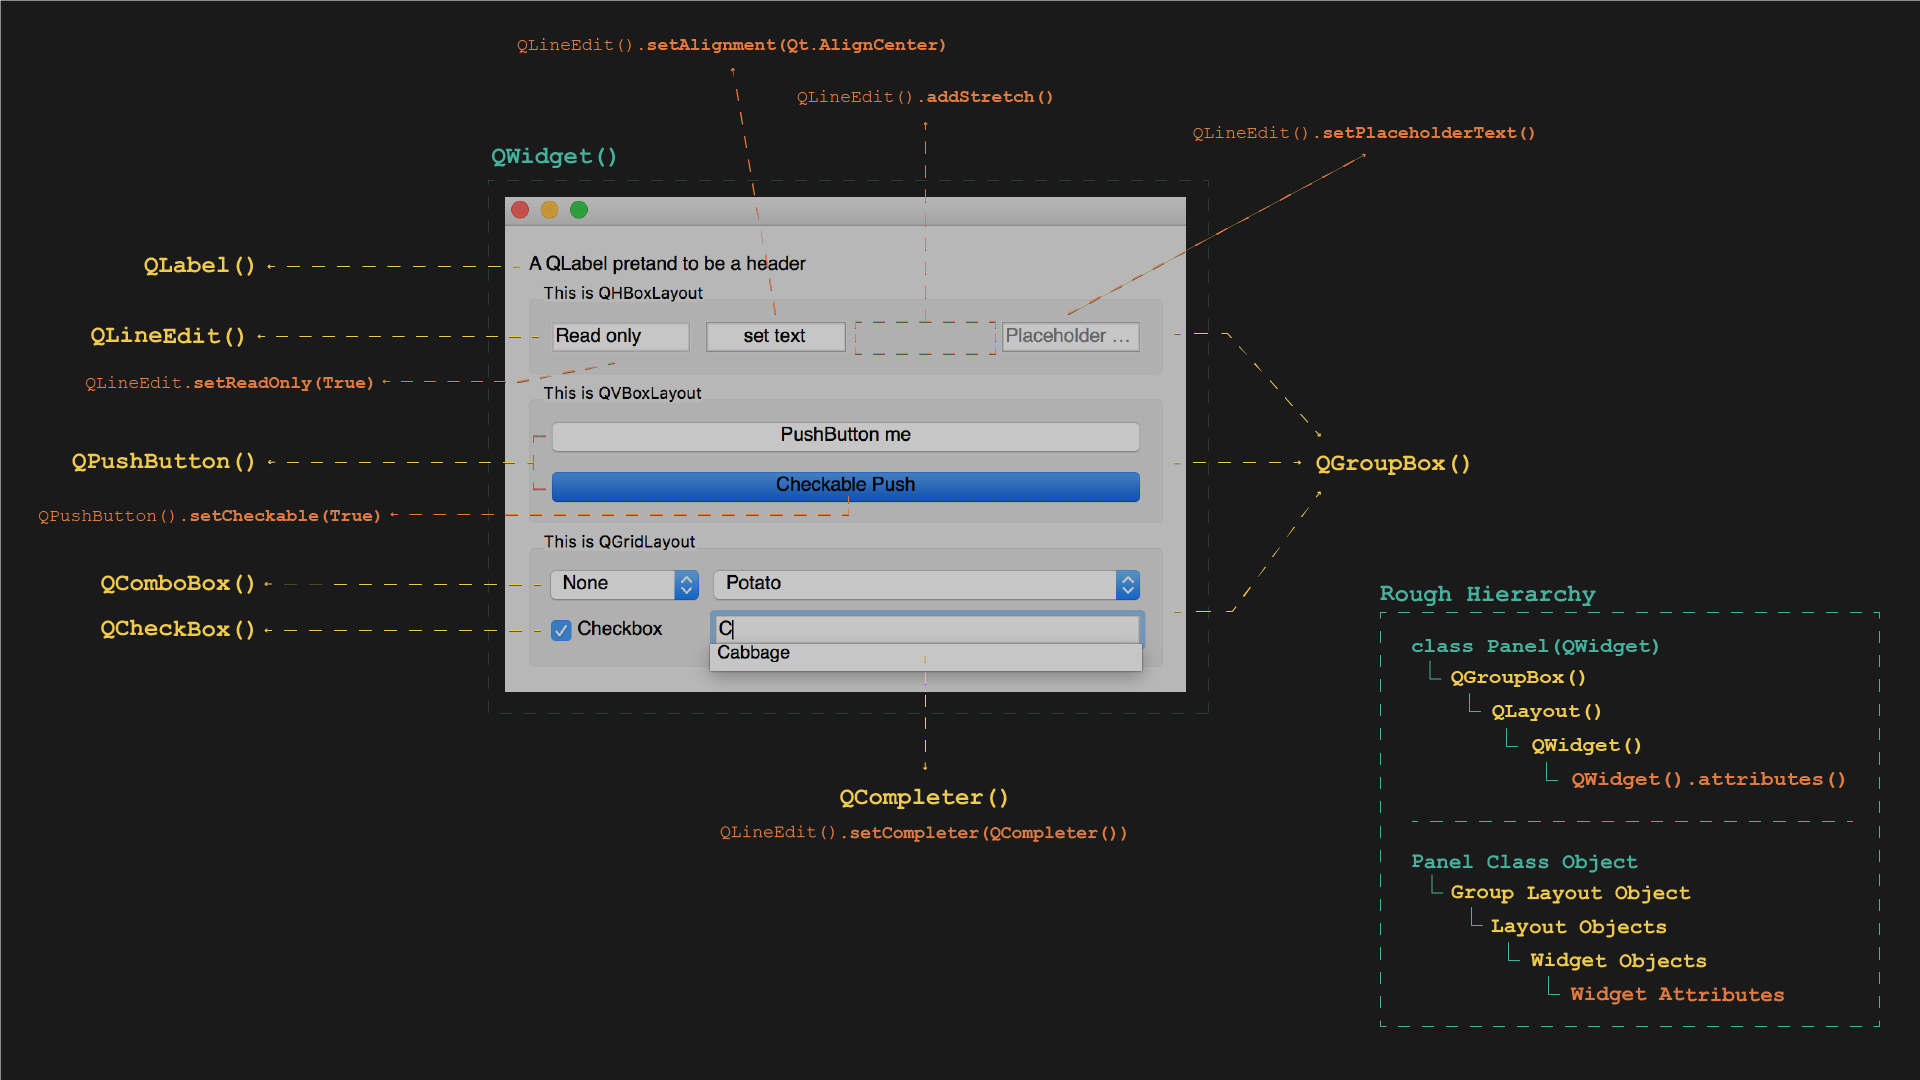 QLineEdit().setAlignment(Qt.AlignCenter)
QLineEdit().addStretch()
QLineEdit().setPlaceholderText()
QWidget()
QLabel()
A QLabel pretand to be a header
This is QHBoxLayout
QLineEdit()
Read only
set text
Placeholder ...
QLineEdit.setReadOnly(True)
This is QVBoxLayout
PushButton me
QPushButton()
QGroupBox()
Checkable Push
QPushButton().setCheckable(True)
This is QGridLayout
QComboBox()
None
Potato
QCheckBox()
Checkbox
C
Cabbage
QCompleter()
QLineEdit().setCompleter(QCompleter())
Rough Hierarchy
class Panel(QWidget)
QGroupBox()
QLayout()
QWidget()
QWidget().attributes()
Panel Class Object
Group Layout Object
Layout Objects
Widget Objects
Widget Attributes